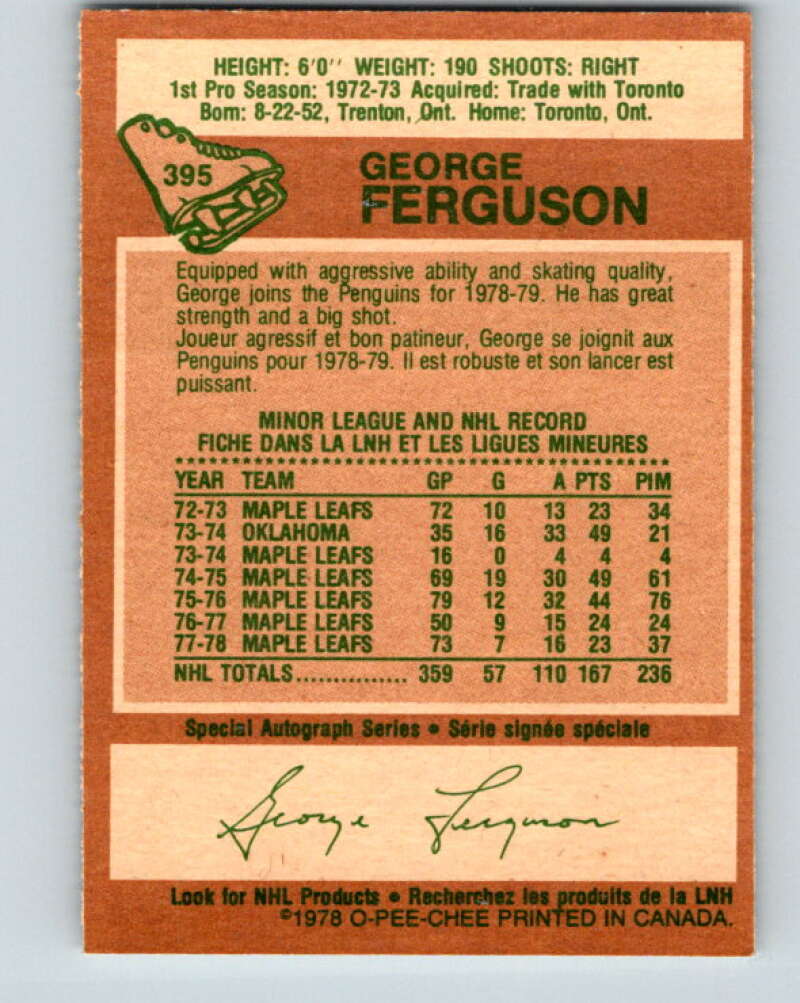 HEIGHT: 6'0'' WEIGHT: 190 SHOOTS: RIGHT
1st Pro Season: 1972-73 Acquired: Trade with Toronto
Born: 8-22-52, Trenton, Ont. Home: Toronto, Ont.
395
GEORGE
FERGUSON
Equipped with aggressive ability and skating quality,
George joins the Penguins for 1978-79. He has great
strength and a big shot.
Joueur agressif et bon patineur, George se joignit aux
Penguins pour 1978-79. Il est robuste et son lancer est
puissant.
MINOR LEAGUE AND NHL RECORD
FICHE DANS LA LNH ET LES LIGUES MINEURES
YEAR TEAM GP G A PTS PIM
72-73 MAPLE LEAFS 72 10 13 23 34
73-74 OKLAHOMA 35 16 33 49 21
73-74 MAPLE LEAFS 16 0 4 4 4
74-75 MAPLE LEAFS 69 19 30 49 61
75-76 MAPLE LEAFS 79 12 32 44 76
76-77 MAPLE LEAFS 50 9 15 24 24
77-78 MAPLE LEAFS 73 7 16 23 37
NHL TOTALS............... 359 57 110 167 236
Special Autograph Series • Série signée spéciale
George Ferguson
Look for NHL Products • Recherchez les produits de la LNH
©1978 O-PEE-CHEE PRINTED IN CANADA.